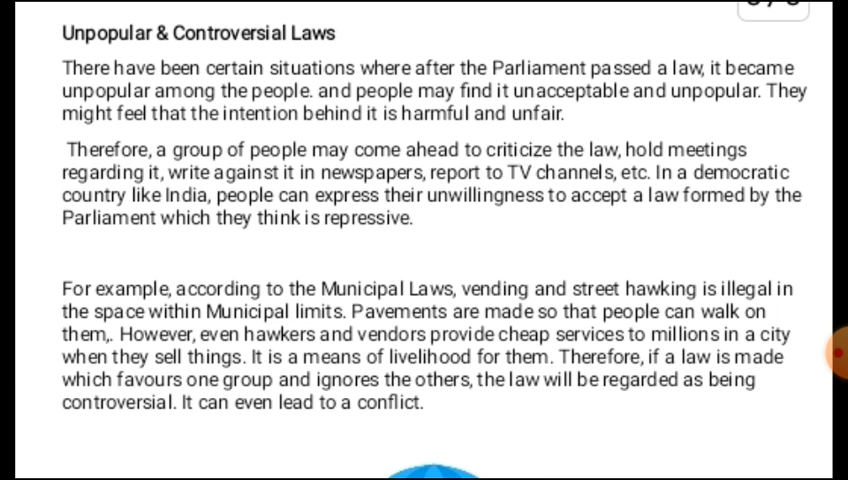 Unpopular & Controversial Laws
There have been certain situations where after the Parliament passed a law, it became
unpopular among the people. and people may find it unacceptable and unpopular. They
might feel that the intention behind it is harmful and unfair.
Therefore, a group of people may come ahead to criticize the law, hold meetings
regarding it, write against it in newspapers, report to TV channels, etc. In a democratic
country like India, people can express their unwillingness to accept a law formed by the
Parliament which they think is repressive.
For example, according to the Municipal Laws, vending and street hawking is illegal in
the space within Municipal limits. Pavements are made so that people can walk on
them,. However, even hawkers and vendors provide cheap services to millions in a city
when they sell things. It is a means of livelihood for them. Therefore, if a law is made
which favours one group and ignores the others, the law will be regarded as being
controversial. It can even lead to a conflict.